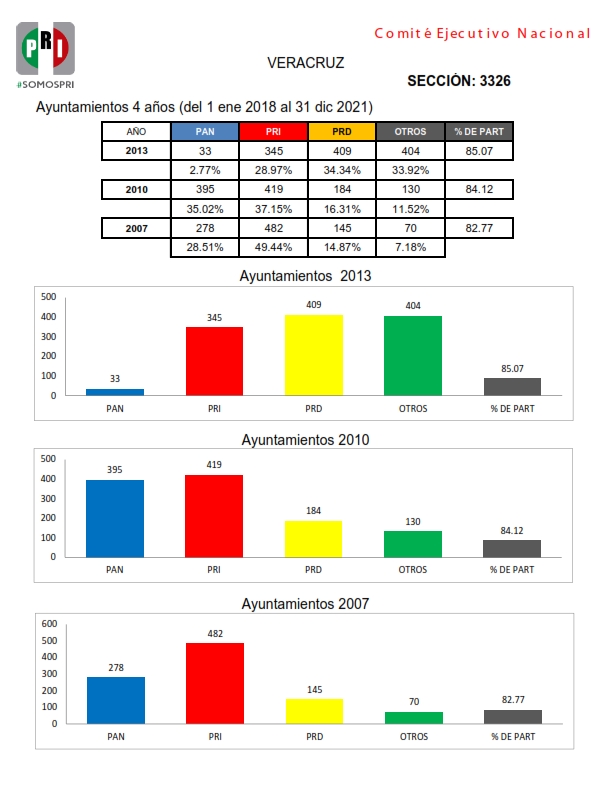 Comité Ejecutivo Nacional
PRI
#SOMOSPRI
VERACRUZ
SECCIÒN: 3326
Ayuntamientos 4 años (del 1 ene 2018 al 31 dic 2021)
AÑO PAN PRI PRD OTROS % DE PART
2013 33 345 409 404 85.07
2.77% 28.97% 34.34% 33.92%
2010 395 419 184 130 84.12
35.02% 37.15% 16.31% 11.52%
2007 278 482 145 70 82.77
28.51% 49.44% 14.87% 7.18%
Ayuntamientos 2013
500
400
300
200
100
0
33 345 409 404 85.07
PAN PRI PRD OTROS % DE PART
Ayuntamientos 2010
500
400
300
200
100
0
395 419 184 130 84.12
PAN PRI PRD OTROS % DE PART
Ayuntamientos 2007
600
500
400
300
200
100
0
278 482 145 70 82.77
PAN PRI PRD OTROS % DE PART